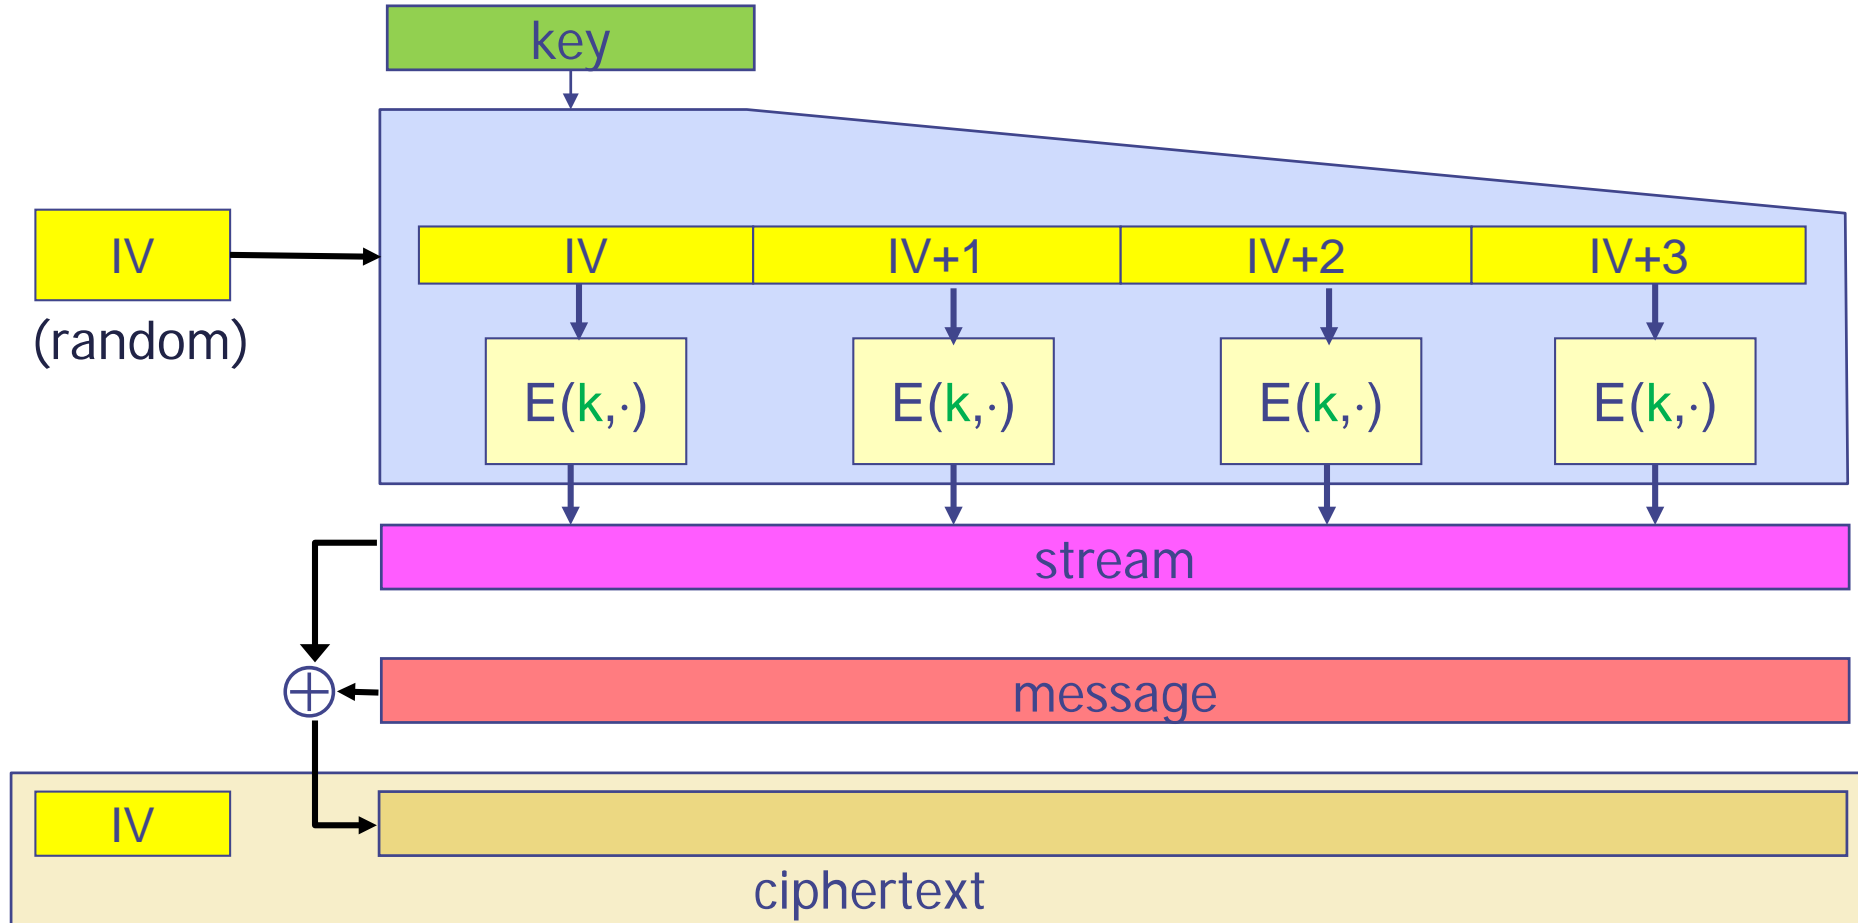 key
IV
(random)
IV IV+1 IV+2 IV+3
E(k,·) E(k,·) E(k,·) E(k,·)
stream
message
IV
ciphertext